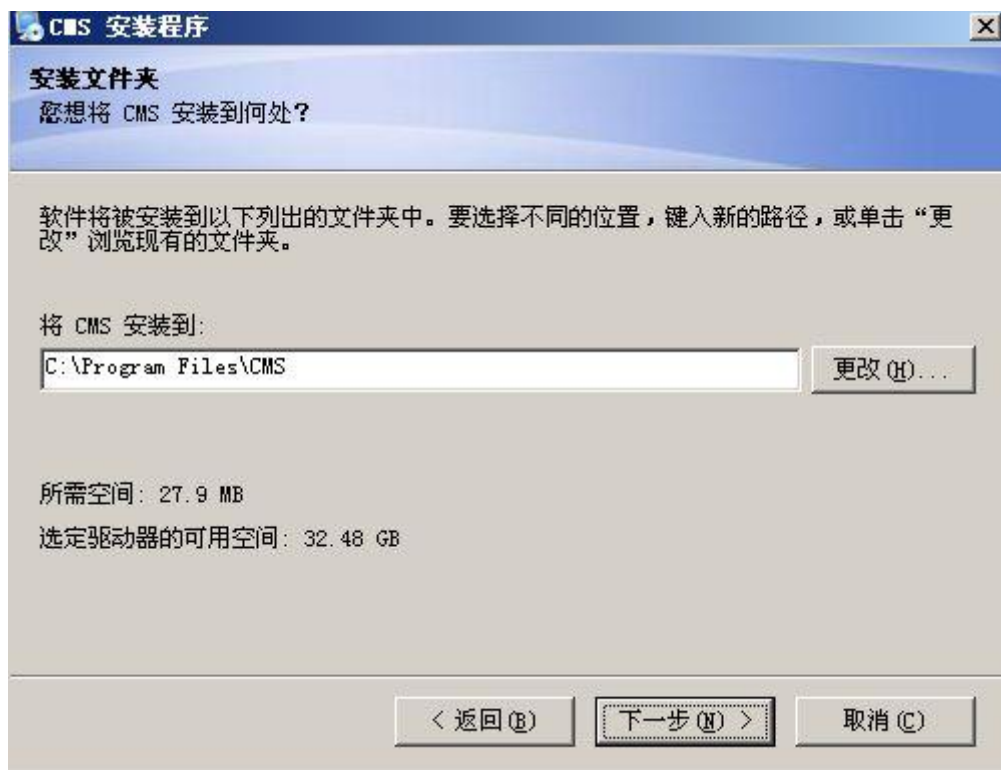 CMS 安装程序
安装文件夹
您想将 CMS 安装到何处?
软件将被安装到以下列出的文件夹中。要选择不同的位置，键入新的路径，或单击“更
改”浏览现有的文件夹。
将 CMS 安装到:
C:\Program Files\CMS
更改(H)...
所需空间: 27.9 MB
选定驱动器的可用空间: 32.48 GB
< 返回(B)
下一步(N) >
取消(C)